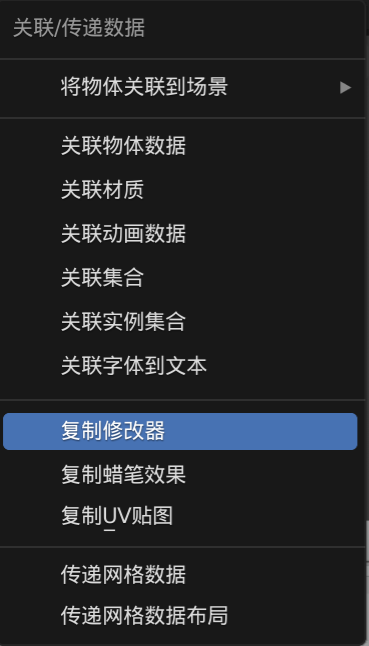 关联/传递数据
将物体关联到场景
关联物体数据
关联材质
关联动画数据
关联集合
关联实例集合
关联字体到文本
复制修改器
复制蜡笔效果
复制UV贴图
传递网格数据
传递网格数据布局